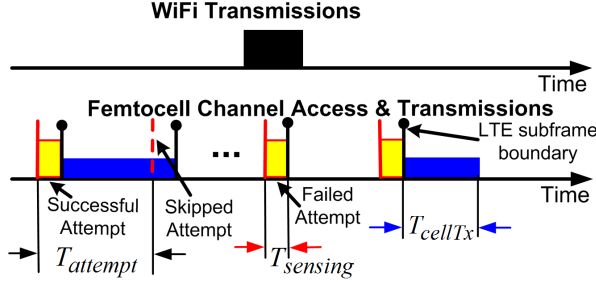 WiFi Transmissions
Time
Femtocell Channel Access & Transmissions
LTE subframe
boundary
...
Successful
Attempt
Skipped
Attempt
Failed
Attempt
Time
T_attempt
T_sensing
T_cellTx